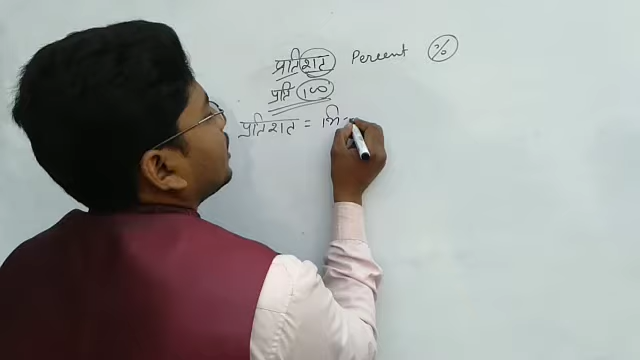 प्रतिशत Percent %
प्रति 100
प्रतिशत =